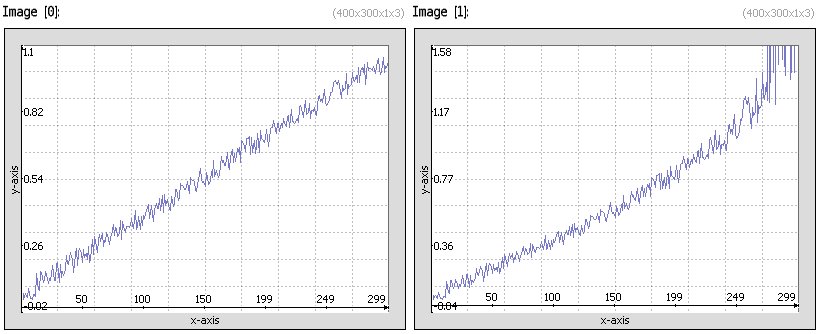 Image [0]:
(400x300x1x3)
1.1
0.82
0.54
0.26
-0.02
50
100
150
199
249
299
y-axis
x-axis
Image [1]:
(400x300x1x3)
1.58
1.17
0.77
0.36
-0.04
50
100
150
199
249
299
y-axis
x-axis